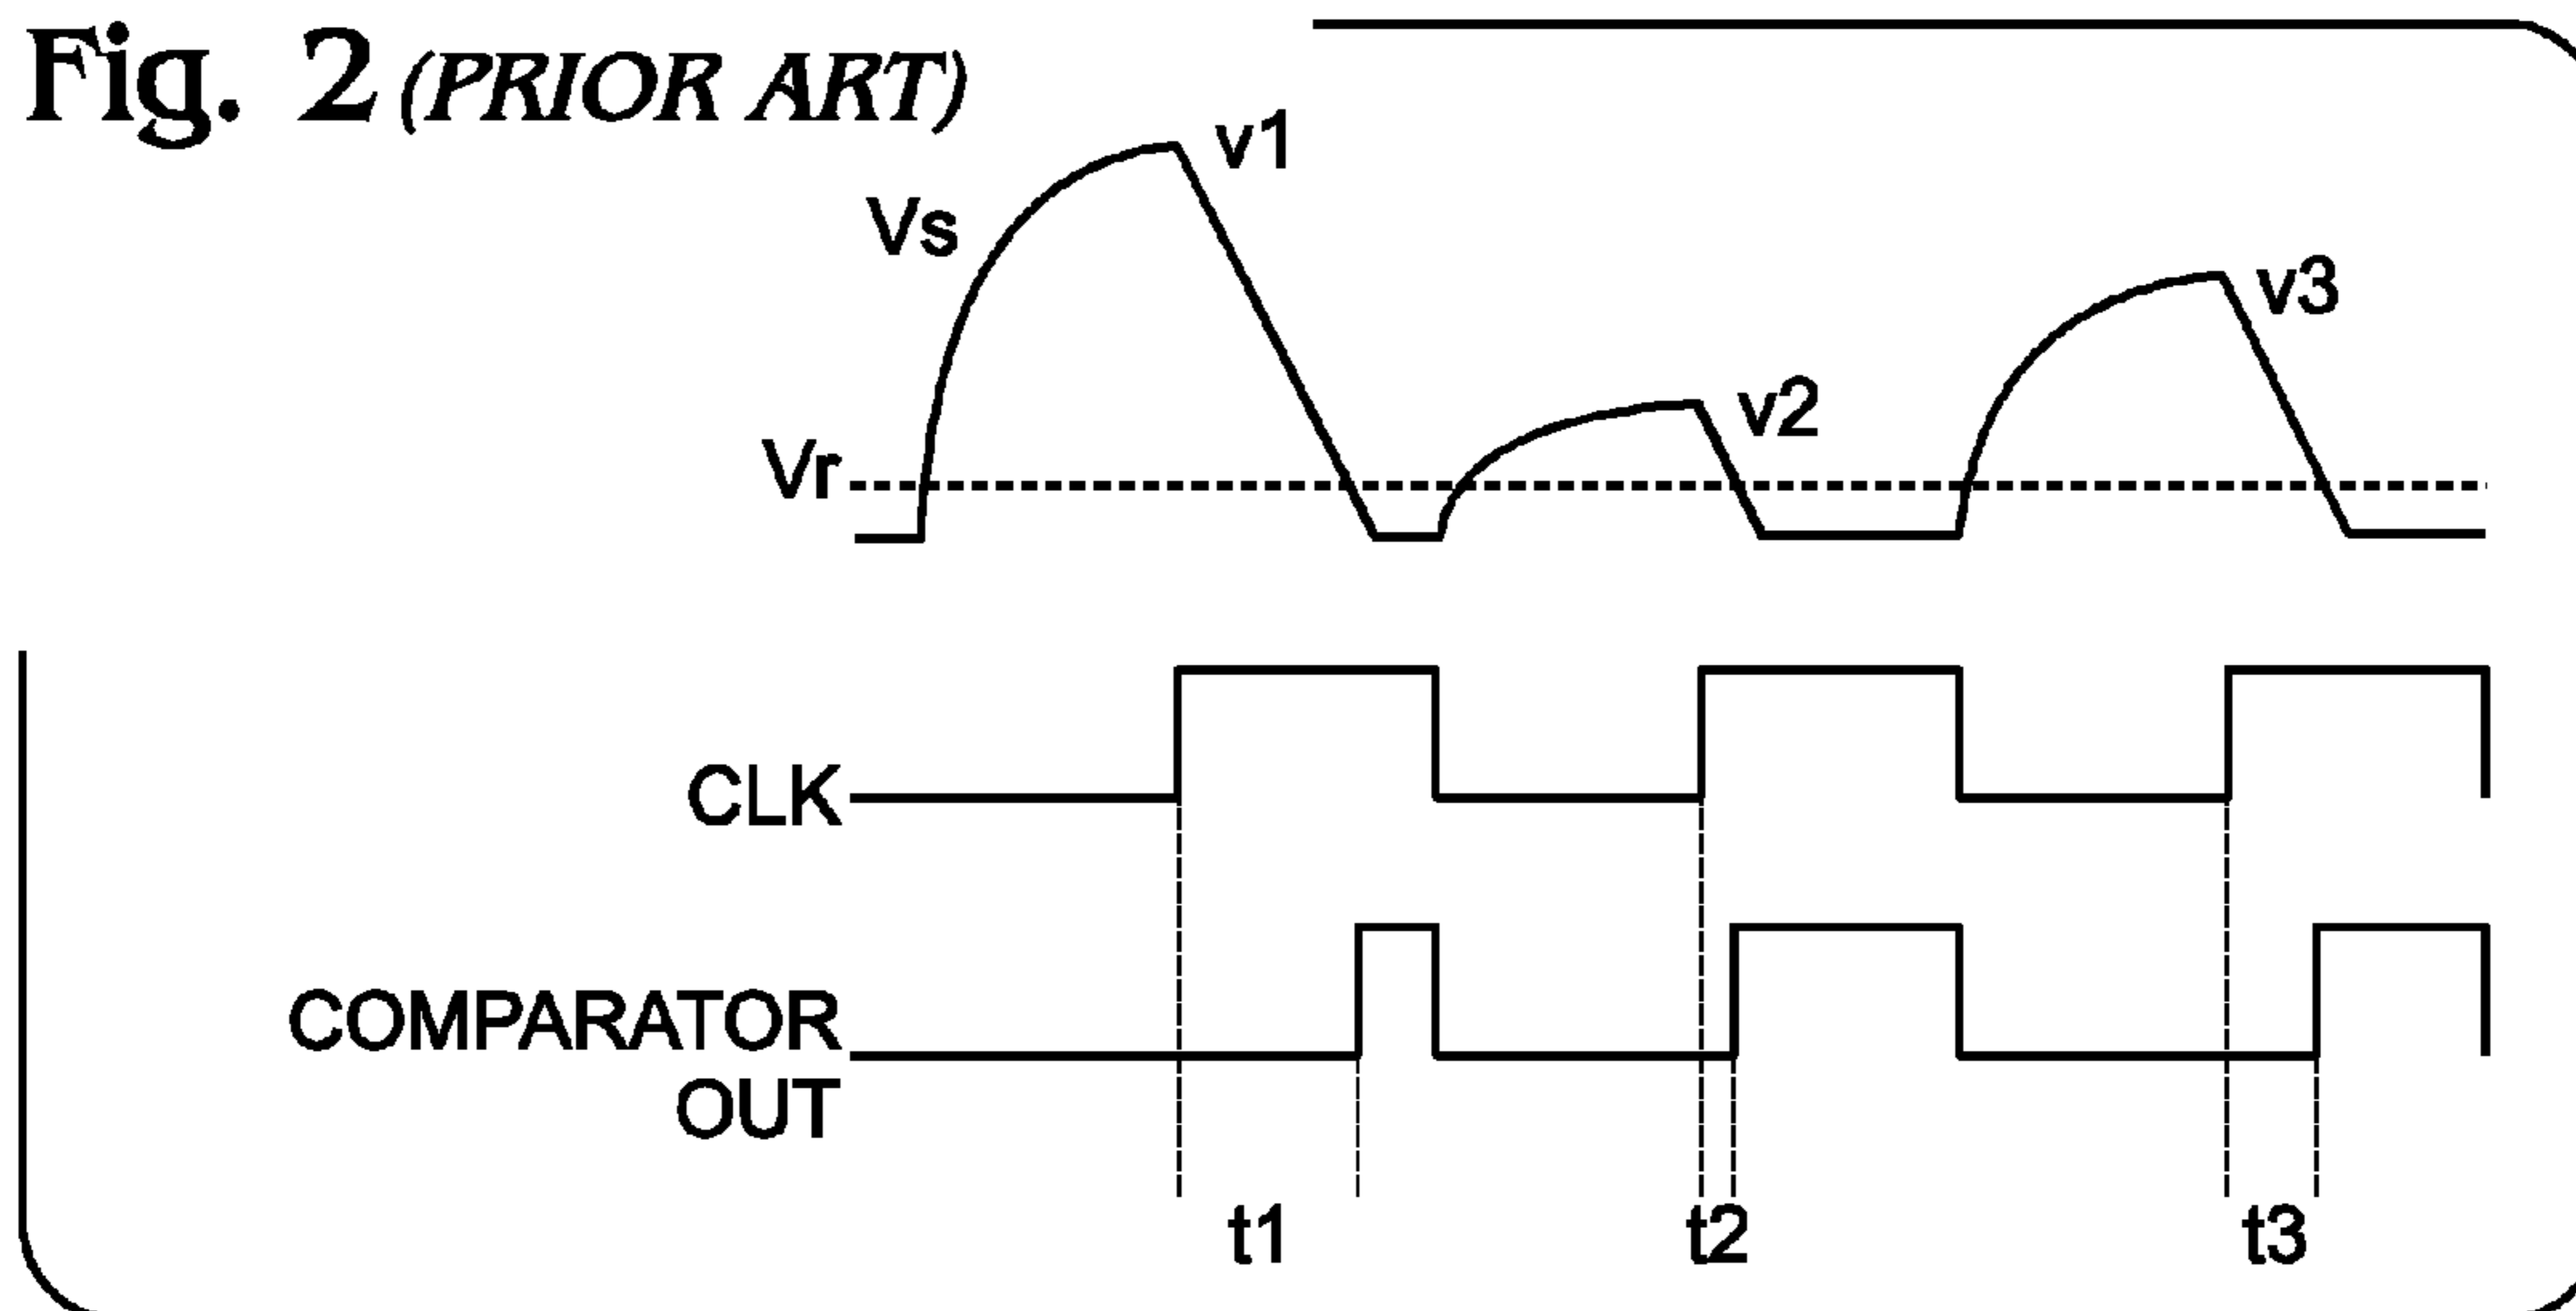 Fig. 2 (PRIOR ART)
v1
Vs
v3
v2
Vr
CLK
COMPARATOR
OUT
t1
t2
t3